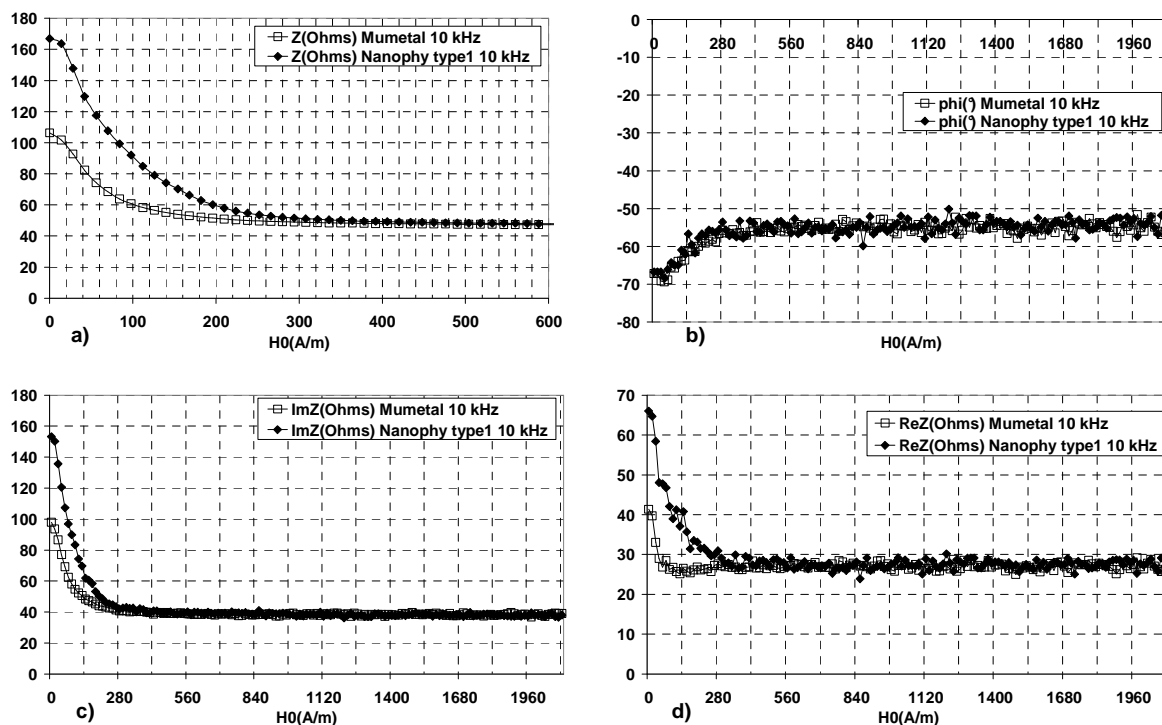 180
160
140
120
100
80
60
40
20
0
Z(Ohms) Mumetal 10 kHz
Z(Ohms) Nanophy type1 10 kHz
0 100 200 300 400 500 600
a) H0(A/m)
0
-10
-20
-30
-40
-50
-60
-70
-80
0 280 560 840 1120 1400 1680 1960
phi(°) Mumetal 10 kHz
phi(°) Nanophy type1 10 kHz
b) H0(A/m)
180
160
140
120
100
80
60
40
20
0
ImZ(Ohms) Mumetal 10 kHz
ImZ(Ohms) Nanophy type1 10 kHz
0 280 560 840 1120 1400 1680 1960
c) H0(A/m)
70
60
50
40
30
20
10
0
ReZ(Ohms) Mumetal 10 kHz
ReZ(Ohms) Nanophy type1 10 kHz
0 280 560 840 1120 1400 1680 1960
d) H0(A/m)